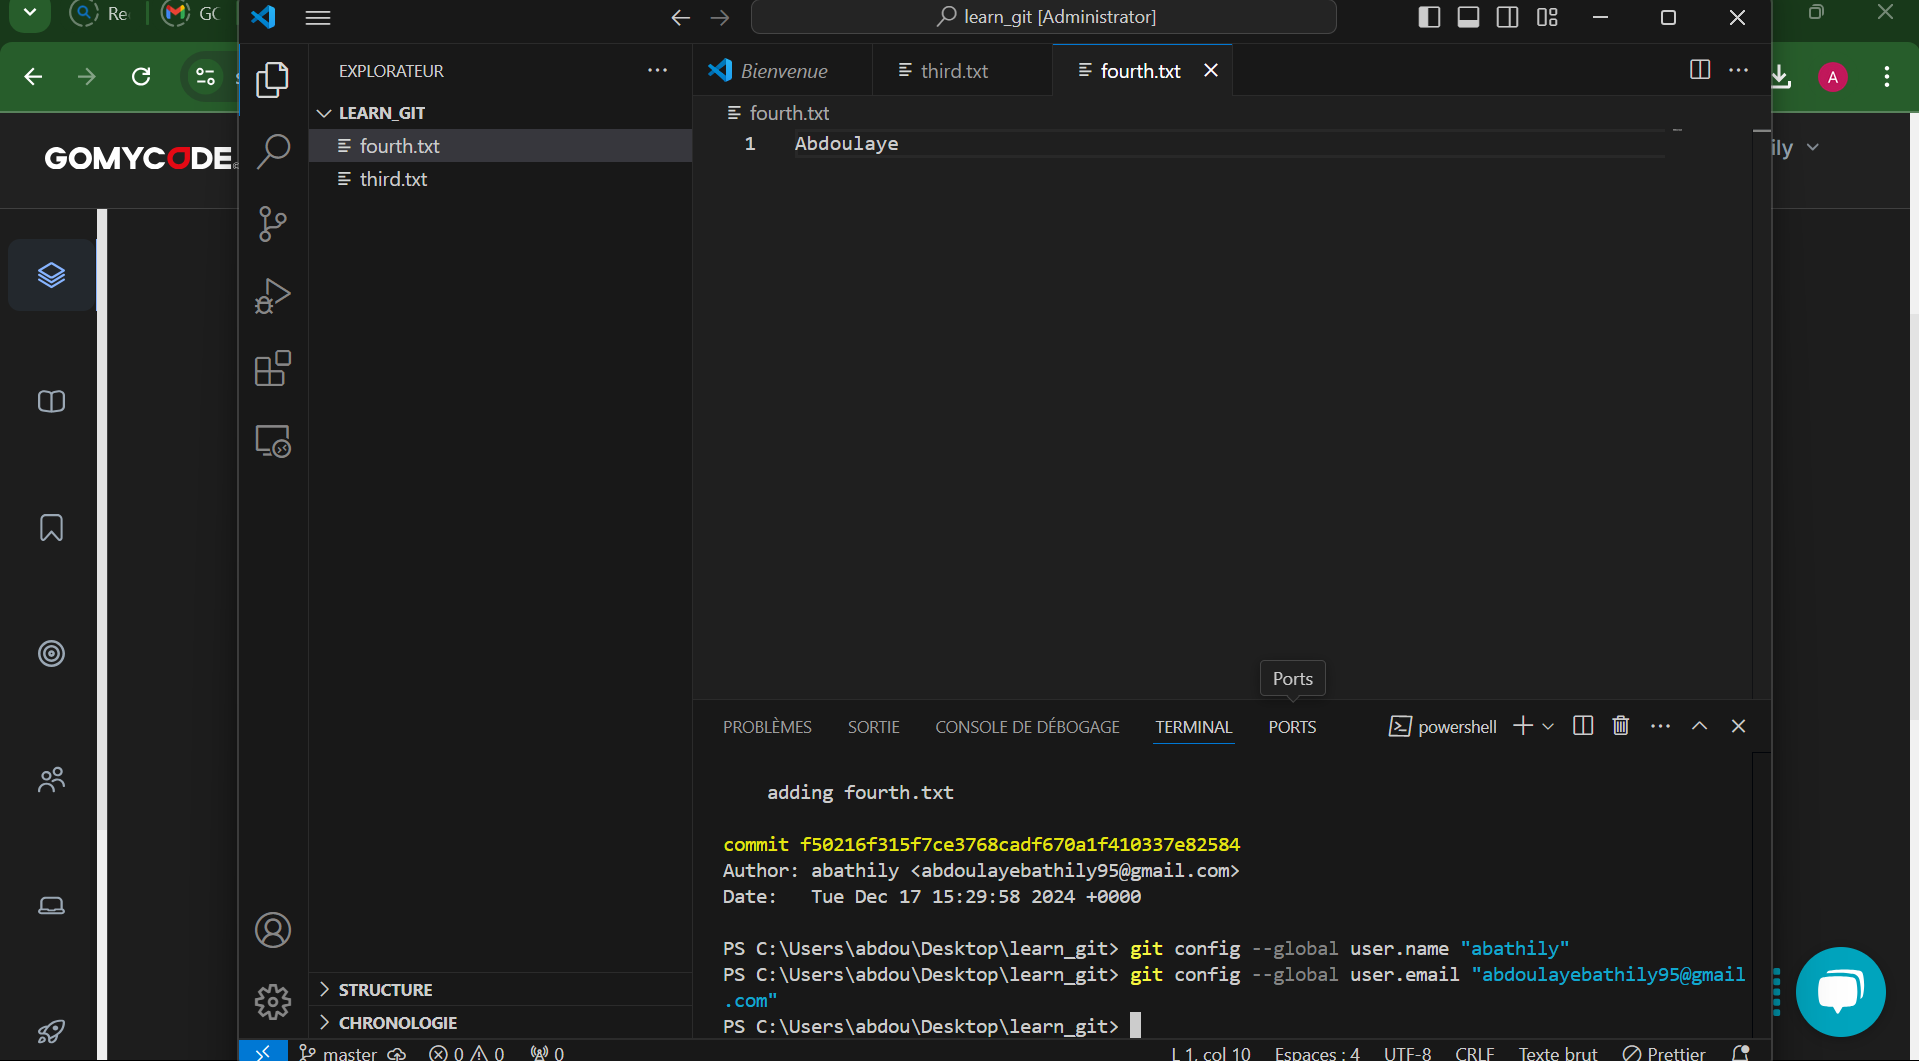 Re
GC
learn_git [Administrator]
A
GOMYCODE
ily
EXPLORATEUR
LEARN_GIT
fourth.txt
third.txt
Bienvenue
third.txt
fourth.txt
fourth.txt
1 Abdoulaye
Ports
PROBLÈMES SORTIE CONSOLE DE DÉBOGAGE TERMINAL PORTS
powershell
adding fourth.txt
commit f50216f315f7ce3768cadf670a1f410337e82584
Author: abathily <abdoulayebathily95@gmail.com>
Date: Tue Dec 17 15:29:58 2024 +0000
PS C:\Users\abdou\Desktop\learn_git> git config --global user.name "abathily"
PS C:\Users\abdou\Desktop\learn_git> git config --global user.email "abdoulayebathily95@gmail
.com"
PS C:\Users\abdou\Desktop\learn_git>
STRUCTURE
CHRONOLOGIE
master 0 0 0 L 1, col 10 Espaces : 4 UTF-8 CRLF Texte brut Prettier